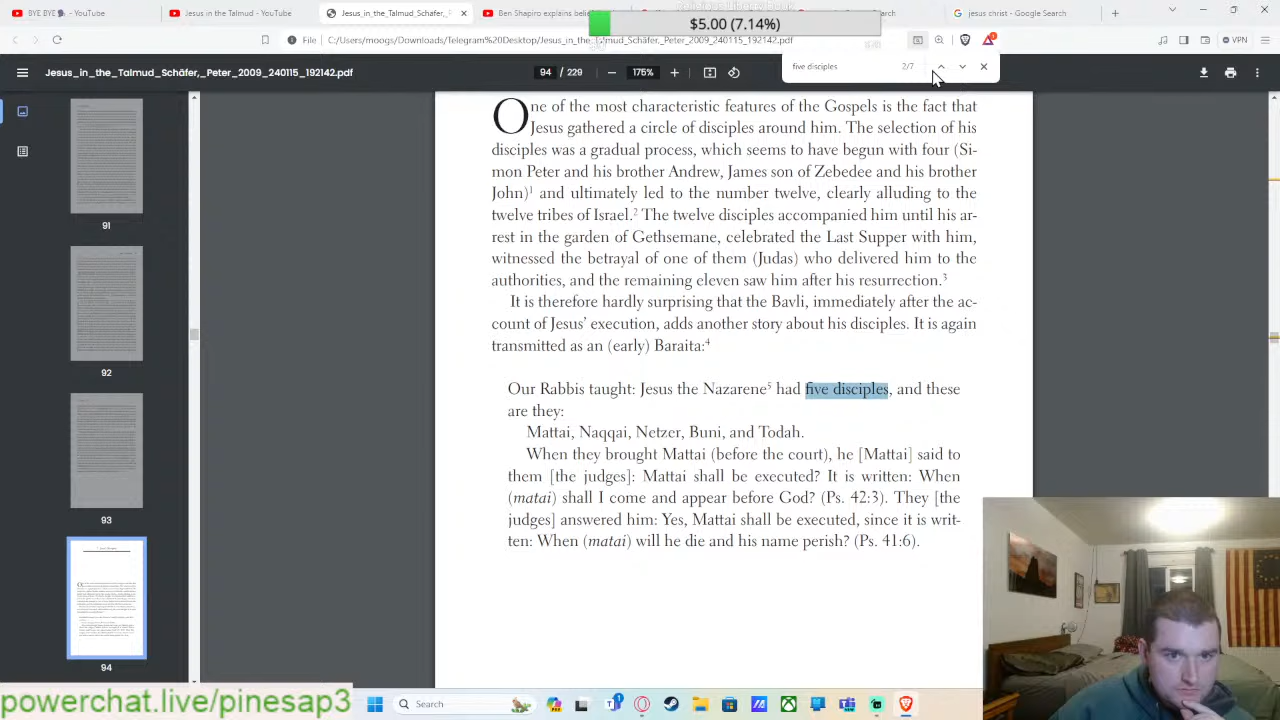 BYE BYE - YouTube
jesus in the talmud - YouTube
Jesus_in_the_Talmud_Schäfer,_P
Ben Shapiro explains belief
jesus christ - Google Search
$5.00 (7.14%)
File
C:/Users/moogs/Downloads/Telegram%20Desktop/Jesus_in_the_Talmud_Schäfer,_Peter_2009_240115_192142.pdf
VPN
five disciples
2/7
Jesus_in_the_Talmud_Schäfer,_Peter_2009_240115_192142.pdf
94 / 229
175%
One of the most characteristic features of the Gospels is the fact that
Jesus gathered a circle of disciples around him. The selection of his
disciples was a gradual process, which seems to have begun with four (Si-
mon Peter and his brother Andrew, James son of Zebedee and his brother
John)¹ and ultimately led to the number twelve, clearly alluding to the
twelve tribes of Israel.² The twelve disciples accompanied him until his ar-
rest in the garden of Gethsemane, celebrated the Last Supper with him,
witnessed the betrayal of one of them (Judas) who delivered him to the
authorities, and the remaining eleven saw him after his resurrection.³
It is therefore hardly surprising that the Bavli, immediately after the ac-
count of Jesus' execution, adds another story about his disciples. It is again
transmitted as an (early) Baraita:⁴
Our Rabbis taught: Jesus the Nazarene⁵ had five disciples, and these
are they:
Mattai, Naqqai, Netzer, Buni, and Todah.
When they brought Mattai (before the court), he [Mattai] said to
them [the judges]: Mattai shall be executed? It is written: When
(matai) shall I come and appear before God? (Ps. 42:3). They [the
judges] answered him: Yes, Mattai shall be executed, since it is writ-
ten: When (matai) will he die and his name perish? (Ps. 41:6).
91
92
93
94
powerchat.live/pinesap3
Search